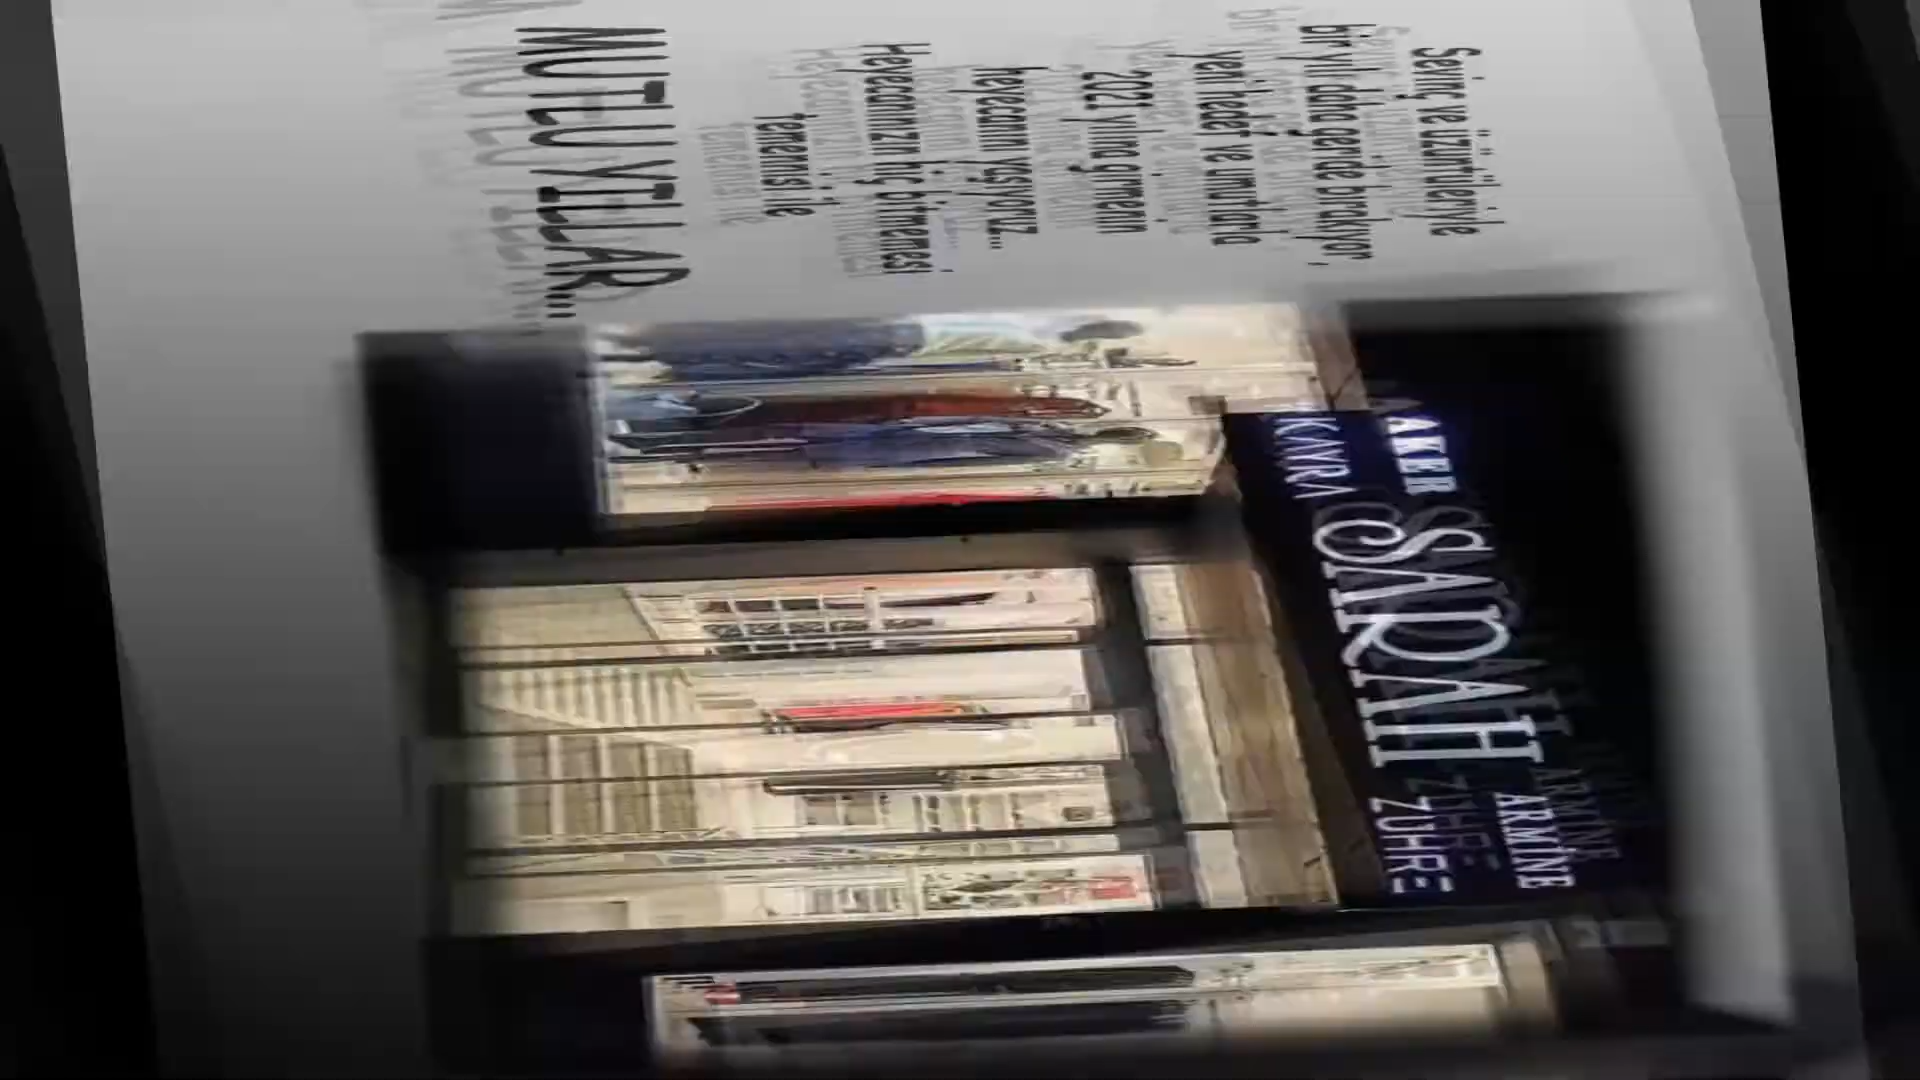 Sevinç ve üzüntüleriyle
bir yılı daha geride bırakıyor,
yeni hedef ve umutlarla
2021 yılına girmenin
heyecanını yaşıyoruz...
Heyecanınızın hiç bitmemesi
Temennisi ile
MUTLU YILLAR...
AKER
KAYRA
SARAH
ARMİNE
ZÜHRE